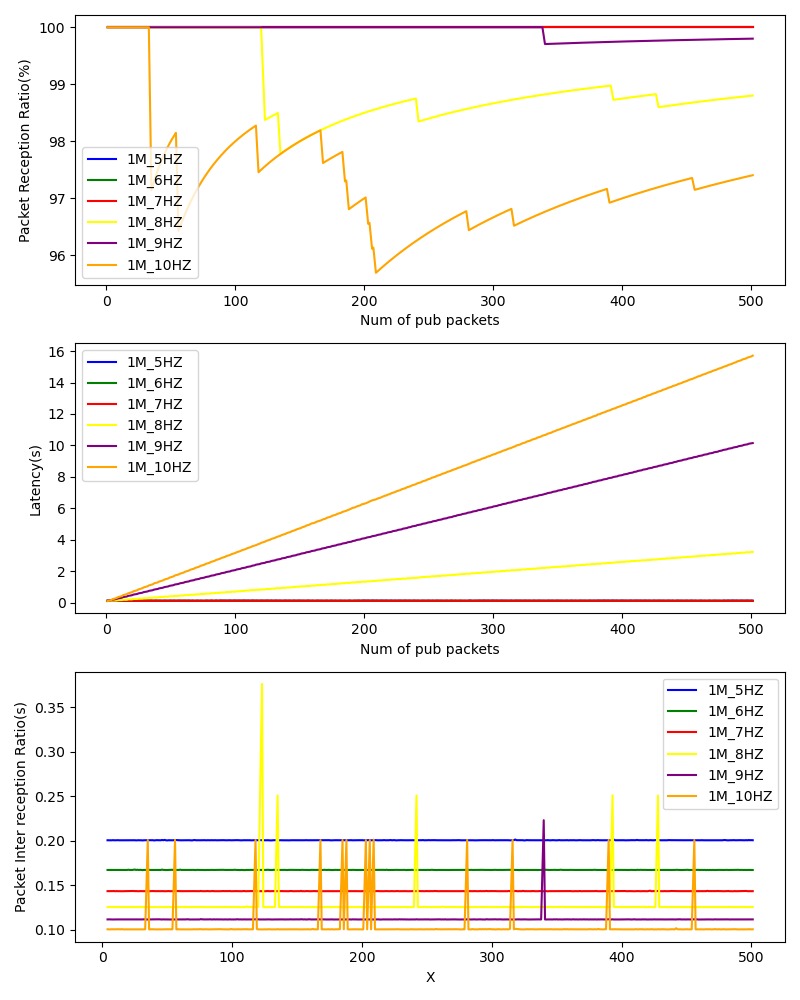 100
99
98
97
96
Packet Reception Ratio(%)
1M_5HZ
1M_6HZ
1M_7HZ
1M_8HZ
1M_9HZ
1M_10HZ
0 100 200 300 400 500
Num of pub packets
16
14
12
10
8
6
4
2
0
Latency(s)
1M_5HZ
1M_6HZ
1M_7HZ
1M_8HZ
1M_9HZ
1M_10HZ
0 100 200 300 400 500
Num of pub packets
0.35
0.30
0.25
0.20
0.15
0.10
Packet Inter reception Ratio(s)
1M_5HZ
1M_6HZ
1M_7HZ
1M_8HZ
1M_9HZ
1M_10HZ
0 100 200 300 400 500
X